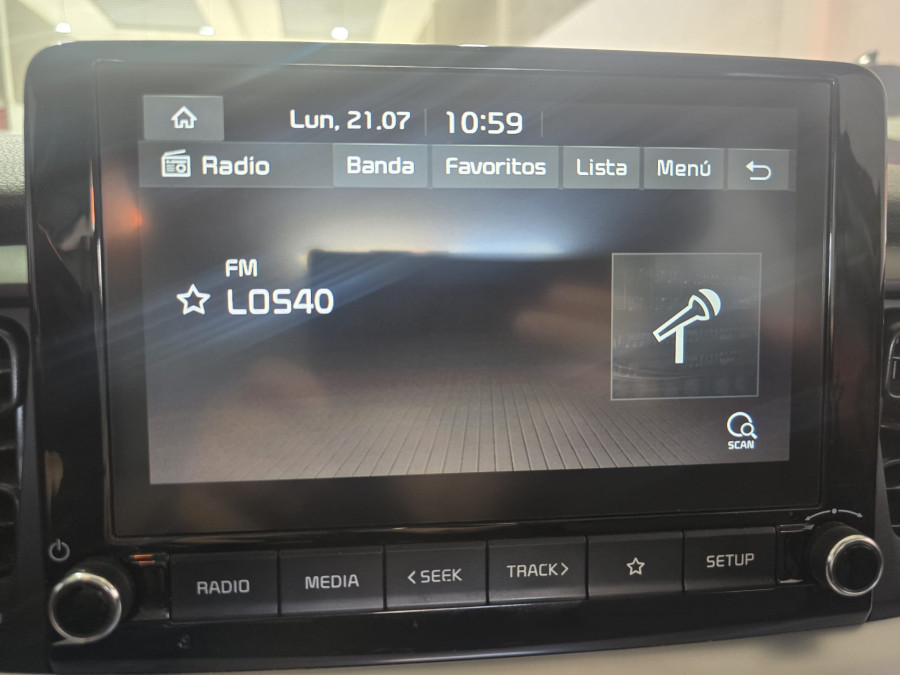 Lun, 21.07 10:59
Radio Banda Favoritos Lista Menú
FM
LOS40
SCAN
RADIO MEDIA <SEEK TRACK> SETUP